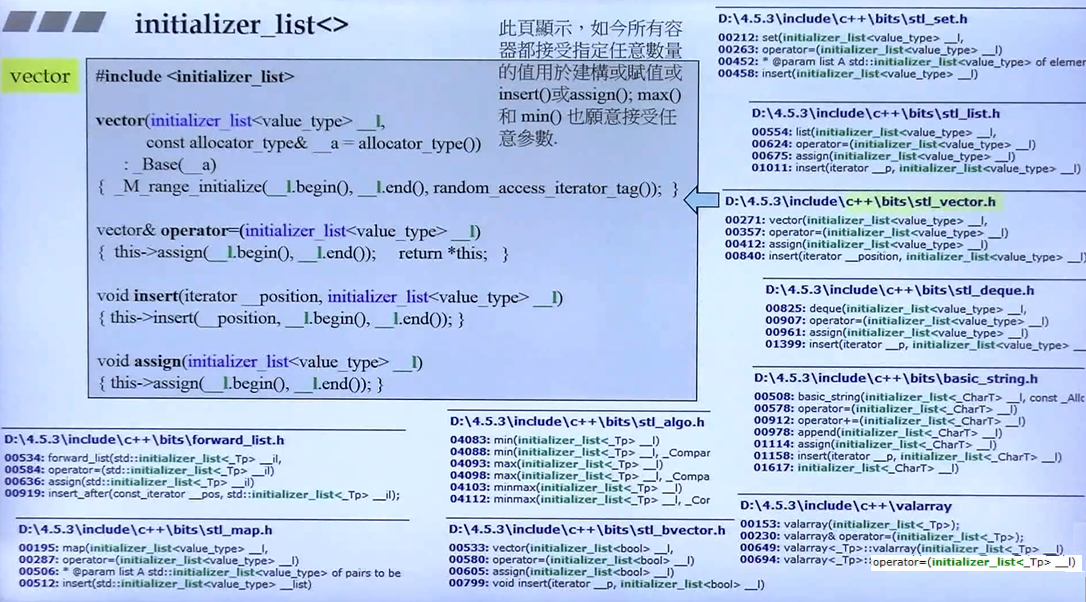 initializer_list<>
此頁顯示，如今所有容
器都接受指定任意數量
的值用於建構或賦值或
insert()或assign(); max()
和 min() 也願意接受任
意參數.
vector
#include <initializer_list>
vector(initializer_list<value_type> __l,
const allocator_type& __a = allocator_type())
: _Base(__a)
{ _M_range_initialize(__l.begin(), __l.end(), random_access_iterator_tag()); }
vector& operator=(initializer_list<value_type> __l)
{ this->assign(__l.begin(), __l.end()); return *this; }
void insert(iterator __position, initializer_list<value_type> __l)
{ this->insert(__position, __l.begin(), __l.end()); }
void assign(initializer_list<value_type> __l)
{ this->assign(__l.begin(), __l.end()); }
D:\4.5.3\include\c++\bits\stl_set.h
00212: set(initializer_list<value_type> __l,
00263: operator=(initializer_list<value_type> __l)
00452: * @param list A std::initializer_list<value_type> of elemer
00458: insert(initializer_list<value_type> __l)
D:\4.5.3\include\c++\bits\stl_list.h
00554: list(initializer_list<value_type> __l,
00624: operator=(initializer_list<value_type> __l)
00675: assign(initializer_list<value_type> __l)
01011: insert(iterator __p, initializer_list<value_type> __l)
D:\4.5.3\include\c++\bits\stl_vector.h
00271: vector(initializer_list<value_type> __l,
00357: operator=(initializer_list<value_type> __l)
00412: assign(initializer_list<value_type> __l)
00840: insert(iterator __position, initializer_list<value_type> __l)
D:\4.5.3\include\c++\bits\stl_deque.h
00825: deque(initializer_list<value_type> __l,
00907: operator=(initializer_list<value_type> __l)
00961: assign(initializer_list<value_type> __l)
01399: insert(iterator __p, initializer_list<value_type> __
D:\4.5.3\include\c++\bits\basic_string.h
00508: basic_string(initializer_list<_CharT> __l, const _Allc
00578: operator=(initializer_list<_CharT> __l)
00912: operator+=(initializer_list<_CharT> __l)
00978: append(initializer_list<_CharT> __l)
01114: assign(initializer_list<_CharT> __l)
01158: insert(iterator __p, initializer_list<_CharT> __l)
01617: initializer_list<_CharT> __l)
D:\4.5.3\include\c++\bits\forward_list.h
00534: forward_list(std::initializer_list<_Tp> __il,
00584: operator=(std::initializer_list<_Tp> __il)
00636: assign(std::initializer_list<_Tp> __il)
00919: insert_after(const_iterator __pos, std::initializer_list<_Tp> __il);
D:\4.5.3\include\c++\bits\stl_algo.h
04083: min(initializer_list<_Tp> __l)
04088: min(initializer_list<_Tp> __l, _Compar
04093: max(initializer_list<_Tp> __l)
04098: max(initializer_list<_Tp> __l, _Compa
04103: minmax(initializer_list<_Tp> __l)
04112: minmax(initializer_list<_Tp> __l, _Cor
D:\4.5.3\include\c++\bits\stl_map.h
00195: map(initializer_list<value_type> __l,
00287: operator=(initializer_list<value_type> __l)
00506: * @param list A std::initializer_list<value_type> of pairs to be
00512: insert(std::initializer_list<value_type> __list)
D:\4.5.3\include\c++\bits\stl_bvector.h
00533: vector(initializer_list<bool> __l,
00580: operator=(initializer_list<bool> __l)
00605: assign(initializer_list<bool> __l)
00799: void insert(iterator __p, initializer_list<bool> __l)
D:\4.5.3\include\c++\valarray
00153: valarray(initializer_list<_Tp>);
00230: valarray& operator=(initializer_list<_Tp>);
00649: valarray<_Tp>::valarray(initializer_list<_Tp> __l)
00694: valarray<_Tp>::operator=(initializer_list<_Tp> __l)